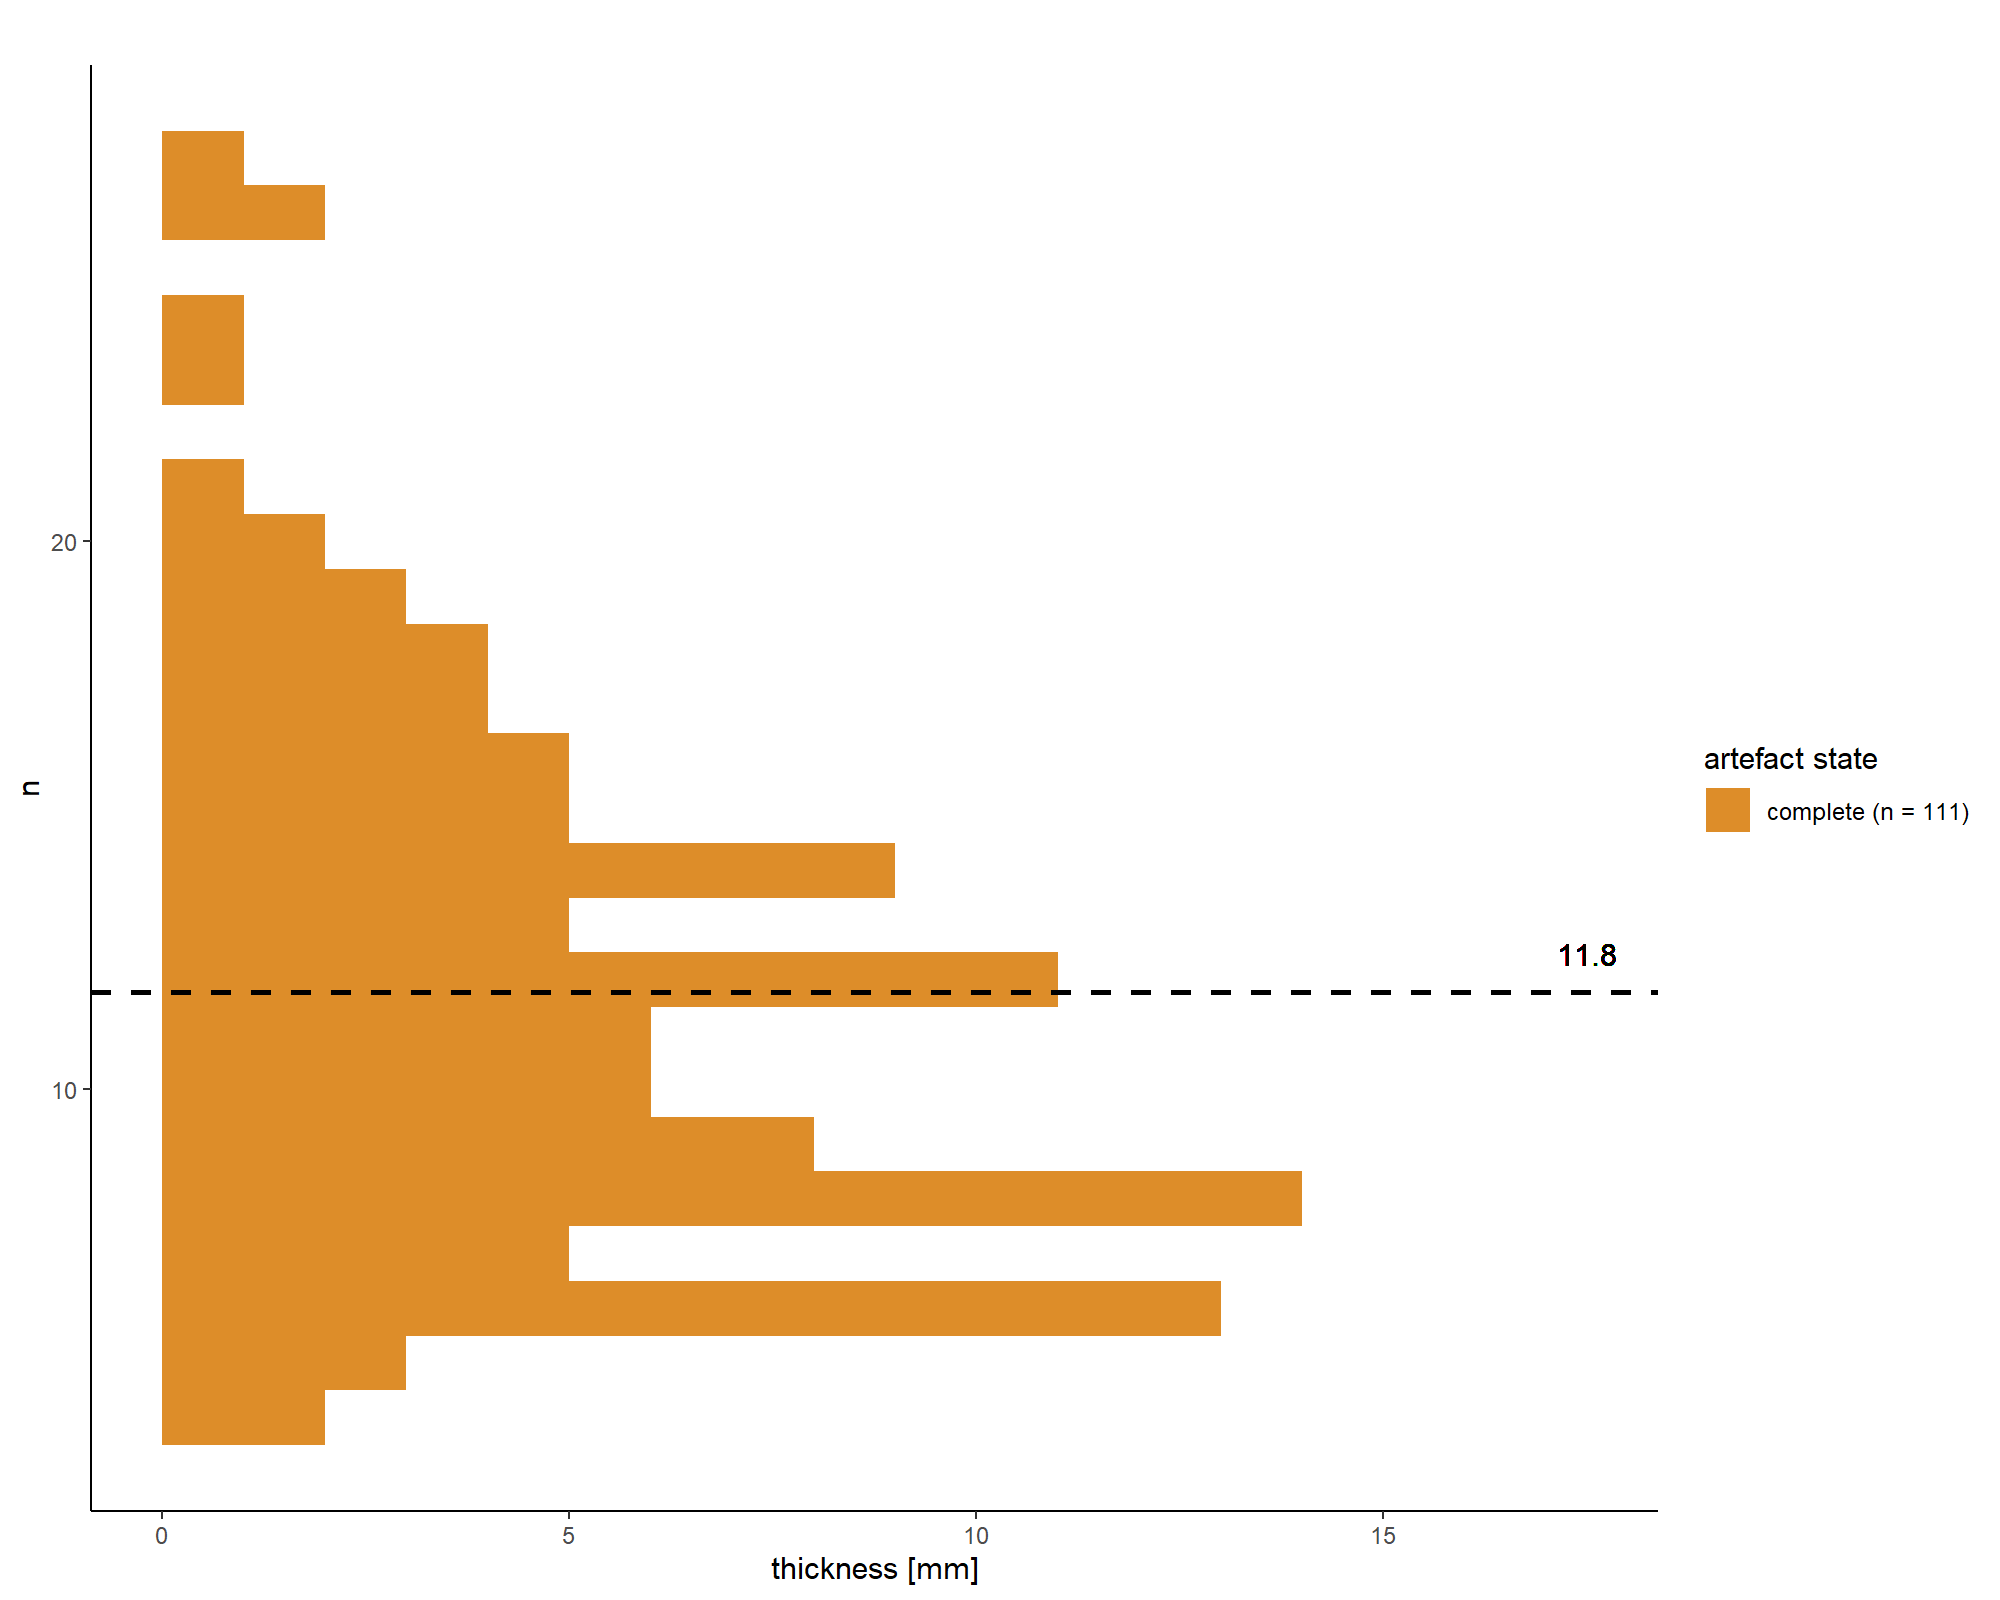 20
10
n
11.8
0 5 10 15
thickness [mm]
artefact state
complete (n = 111)